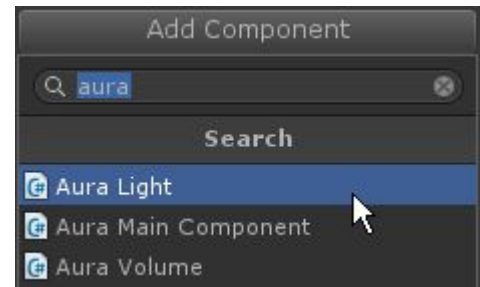 Add Component
aura
Search
Aura Light
Aura Main Component
Aura Volume